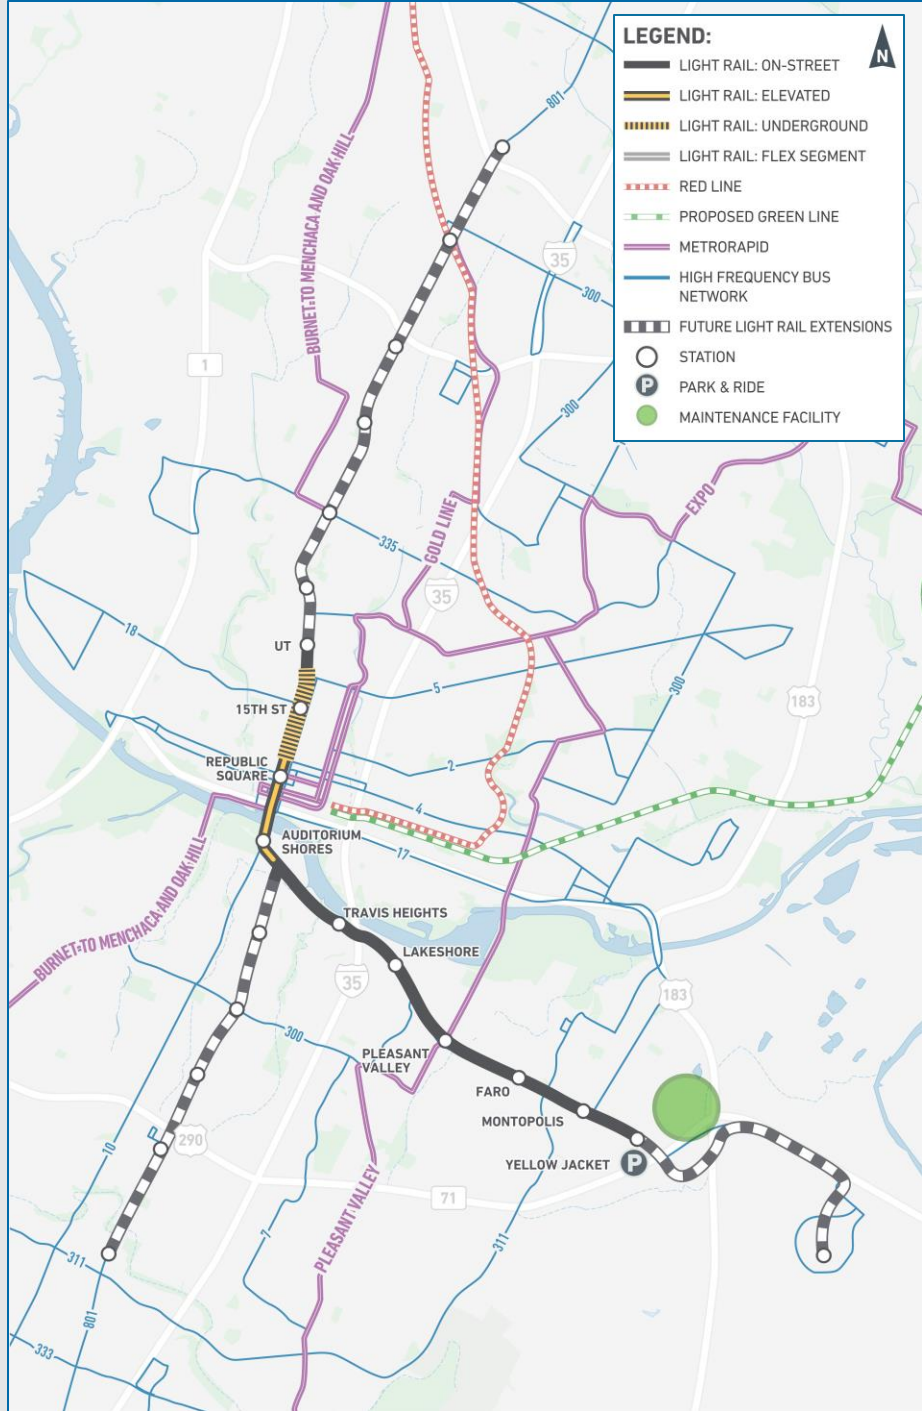 LEGEND:
N
LIGHT RAIL: ON-STREET
LIGHT RAIL: ELEVATED
LIGHT RAIL: UNDERGROUND
LIGHT RAIL: FLEX SEGMENT
RED LINE
PROPOSED GREEN LINE
METRORAPID
HIGH FREQUENCY BUS
NETWORK
FUTURE LIGHT RAIL EXTENSIONS
STATION
P
PARK & RIDE
MAINTENANCE FACILITY
801
BURNET TO MENCHACA AND OAK HILL
35
300
1
300
EXPO
GOLD LINE
335
35
18
UT
5
300
183
15TH ST
REPUBLIC
SQUARE
2
4
AUDITORIUM
SHORES
17
BURNET TO MENCHACA AND OAK HILL
TRAVIS HEIGHTS
LAKESHORE
35
183
300
PLEASANT
VALLEY
FARO
MONTOPOLIS
290
10
YELLOW JACKET
P
71
PLEASANT VALLEY
7
311
311
801
333